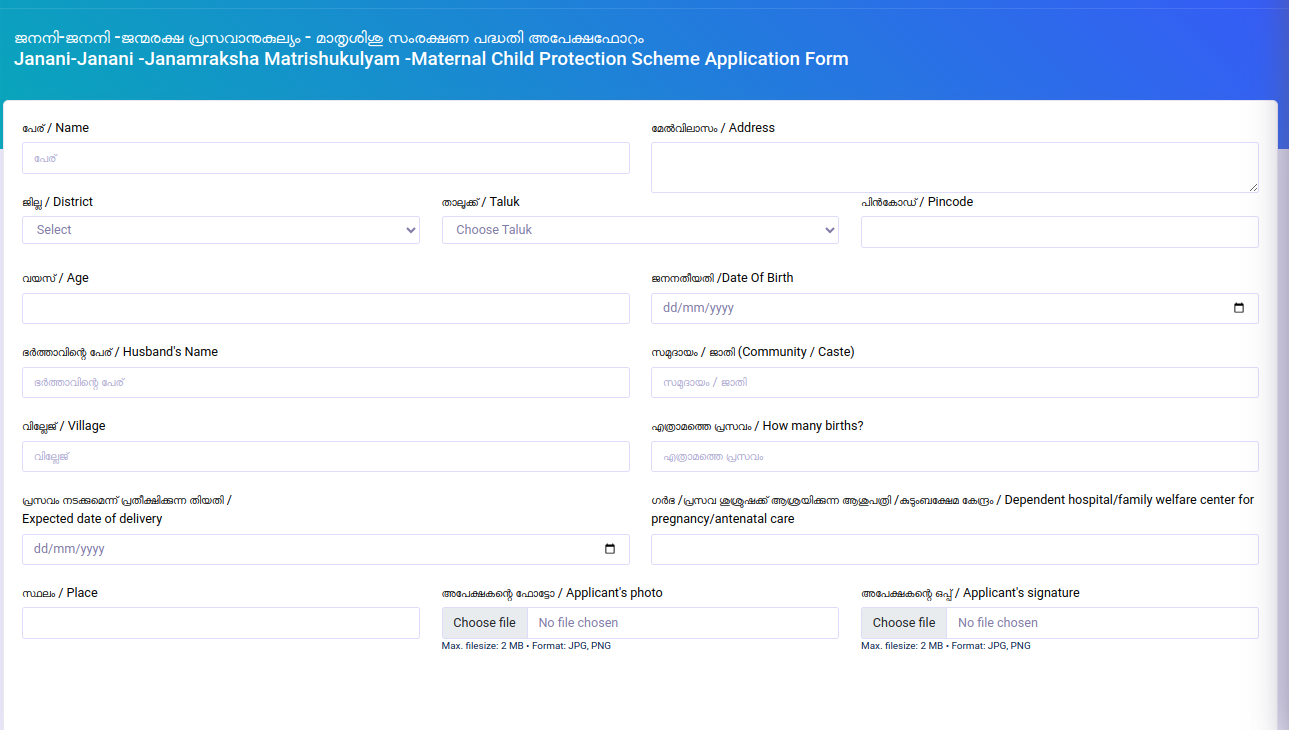 ജനനി-ജനനി -ജന്മരക്ഷ പ്രസവാനുകുല്യം - മാതൃശിശു സംരക്ഷണ പദ്ധതി അപേക്ഷഫോറം
Janani-Janani -Janamraksha Matrishukulyam -Maternal Child Protection Scheme Application Form
പേര് / Name
മേൽവിലാസം / Address
പേര്
ജില്ല / District
താലൂക്ക് / Taluk
പിൻകോഡ് / Pincode
Select
Choose Taluk
വയസ് / Age
ജനനതീയതി /Date Of Birth
dd/mm/yyyy
ഭർത്താവിന്റെ പേര് / Husband's Name
സമുദായം / ജാതി (Community / Caste)
ഭർത്താവിന്റെ പേര്
സമുദായം / ജാതി
വില്ലേജ് / Village
എത്രാമത്തെ പ്രസവം / How many births?
വില്ലേജ്
എത്രാമത്തെ പ്രസവം
പ്രസവം നടക്കുമെന്ന് പ്രതീക്ഷിക്കുന്ന തിയതി /
Expected date of delivery
ഗർഭ /പ്രസവ ശുശ്രുഷക്ക് ആശ്രയിക്കുന്ന ആശുപത്രി /കുടുംബക്ഷേമ കേന്ദ്രം / Dependent hospital/family welfare center for
pregnancy/antenatal care
dd/mm/yyyy
സ്ഥലം / Place
അപേക്ഷകന്റെ ഫോട്ടോ / Applicant's photo
അപേക്ഷകന്റെ ഒപ്പ് / Applicant's signature
Choose file No file chosen
Choose file No file chosen
Max. filesize: 2 MB • Format: JPG, PNG
Max. filesize: 2 MB • Format: JPG, PNG